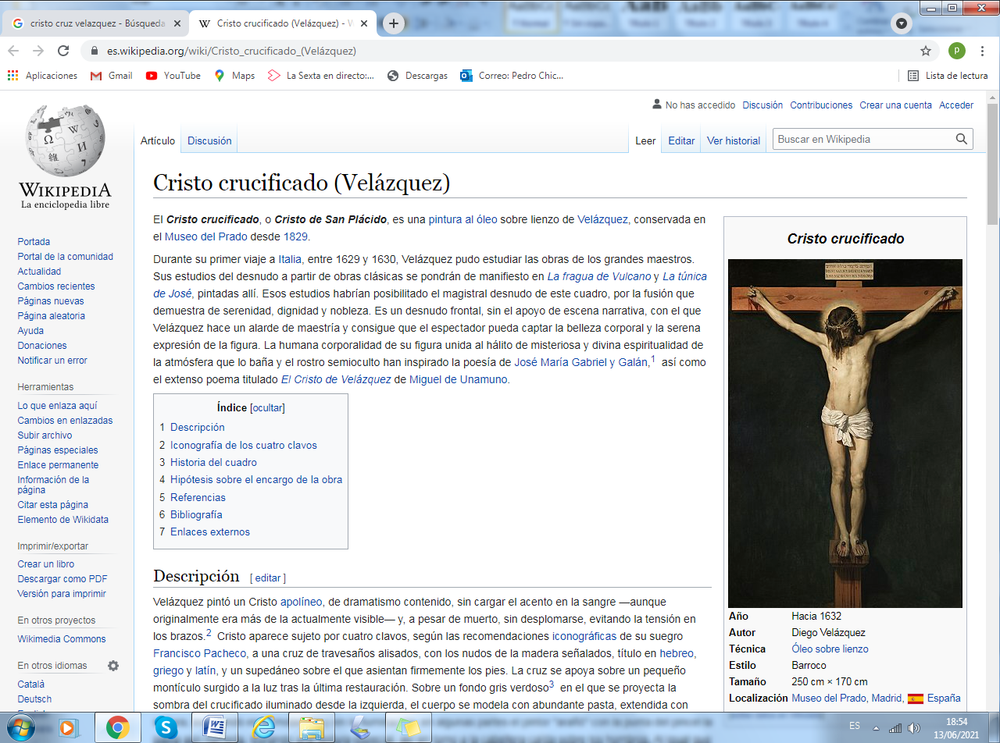 cristo cruz velazquez - Búsqueda
Cristo crucificado (Velázquez) - W
es.wikipedia.org/wiki/Cristo_crucificado_(Velázquez)
P
Aplicaciones
Gmail
YouTube
Maps
La Sexta en directo:...
Descargas
Correo: Pedro Chic...
Lista de lectura
No has accedido Discusión Contribuciones Crear una cuenta Acceder
Artículo Discusión
Leer Editar Ver historial
Buscar en Wikipedia
WIKIPEDIA
La enciclopedia libre
Portada
Portal de la comunidad
Actualidad
Cambios recientes
Páginas nuevas
Página aleatoria
Ayuda
Donaciones
Notificar un error
Herramientas
Lo que enlaza aquí
Cambios en enlazadas
Subir archivo
Páginas especiales
Enlace permanente
Información de la
página
Citar esta página
Elemento de Wikidata
Imprimir/exportar
Crear un libro
Descargar como PDF
Versión para imprimir
En otros proyectos
Wikimedia Commons
En otros idiomas
Català
Deutsch
Cristo crucificado (Velázquez)
El Cristo crucificado, o Cristo de San Plácido, es una pintura al óleo sobre lienzo de Velázquez, conservada en
el Museo del Prado desde 1829.
Durante su primer viaje a Italia, entre 1629 y 1630, Velázquez pudo estudiar las obras de los grandes maestros.
Sus estudios del desnudo a partir de obras clásicas se pondrán de manifiesto en La fragua de Vulcano y La túnica
de José, pintadas allí. Esos estudios habrían posibilitado el magistral desnudo de este cuadro, por la fusión que
demuestra de serenidad, dignidad y nobleza. Es un desnudo frontal, sin el apoyo de escena narrativa, con el que
Velázquez hace un alarde de maestría y consigue que el espectador pueda captar la belleza corporal y la serena
expresión de la figura. La humana corporalidad de su figura unida al hálito de misteriosa y divina espiritualidad de
la atmósfera que lo baña y el rostro semioculto han inspirado la poesía de José María Gabriel y Galán,1 así como
el extenso poema titulado El Cristo de Velázquez de Miguel de Unamuno.
Índice [ocultar]
1 Descripción
2 Iconografía de los cuatro clavos
3 Historia del cuadro
4 Hipótesis sobre el encargo de la obra
5 Referencias
6 Bibliografía
7 Enlaces externos
Descripción [ editar ]
Velázquez pintó un Cristo apolíneo, de dramatismo contenido, sin cargar el acento en la sangre —aunque
originalmente era más de la actualmente visible— y, a pesar de muerto, sin desplomarse, evitando la tensión en
los brazos.2 Cristo aparece sujeto por cuatro clavos, según las recomendaciones iconográficas de su suegro
Francisco Pacheco, a una cruz de travesaños alisados, con los nudos de la madera señalados, título en hebreo,
griego y latín, y un supedáneo sobre el que asientan firmemente los pies. La cruz se apoya sobre un pequeño
montículo surgido a la luz tras la última restauración. Sobre un fondo gris verdoso3 en el que se proyecta la
sombra del crucificado iluminado desde la izquierda, el cuerpo se modela con abundante pasta, extendida con
Cristo crucificado
Año Hacia 1632
Autor Diego Velázquez
Técnica Óleo sobre lienzo
Estilo Barroco
Tamaño 250 cm × 170 cm
Localización Museo del Prado, Madrid, España
ES
18:54
13/06/2021